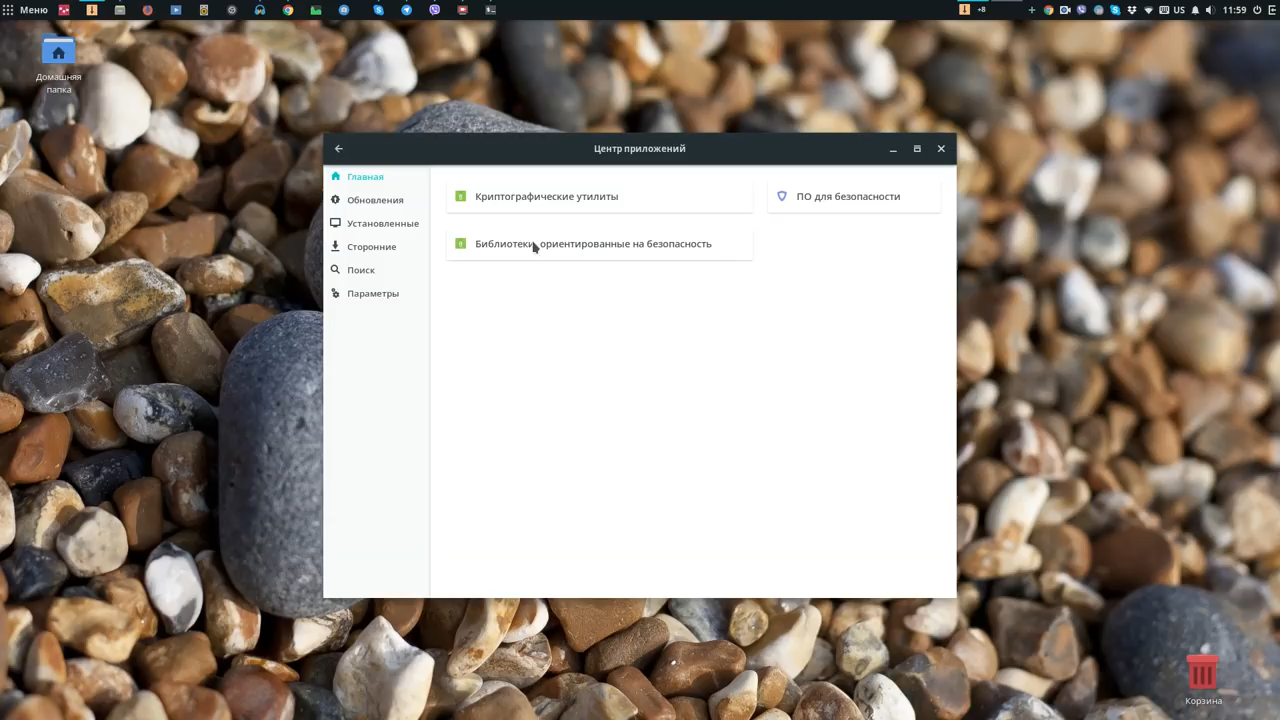 Меню
+8
US
11:59
Домашняя
папка
Центр приложений
Главная
Обновления
Установленные
Сторонние
Поиск
Параметры
Криптографические утилиты
ПО для безопасности
Библиотеки, ориентированные на безопасность
Корзина